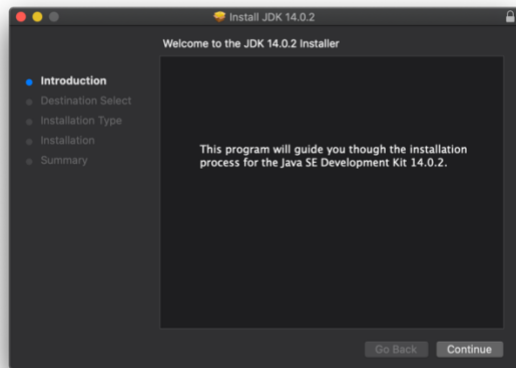 Install JDK 14.0.2
Welcome to the JDK 14.0.2 Installer
Introduction
Destination Select
Installation Type
Installation
Summary
This program will guide you though the installation
process for the Java SE Development Kit 14.0.2.
Go Back
Continue